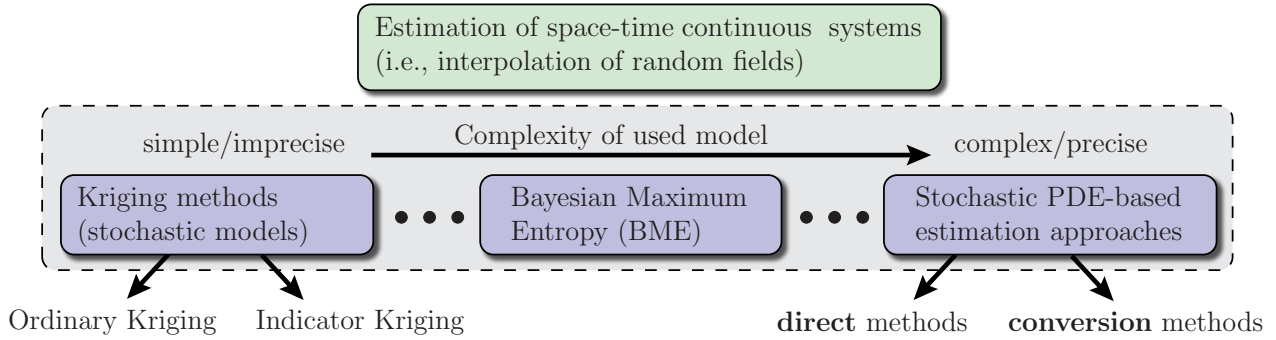 Estimation of space-time continuous systems
(i.e., interpolation of random fields)
simple/imprecise
Complexity of used model
complex/precise
Kriging methods
(stochastic models)
Bayesian Maximum
Entropy (BME)
Stochastic PDE-based
estimation approaches
Ordinary Kriging
Indicator Kriging
direct methods
conversion methods